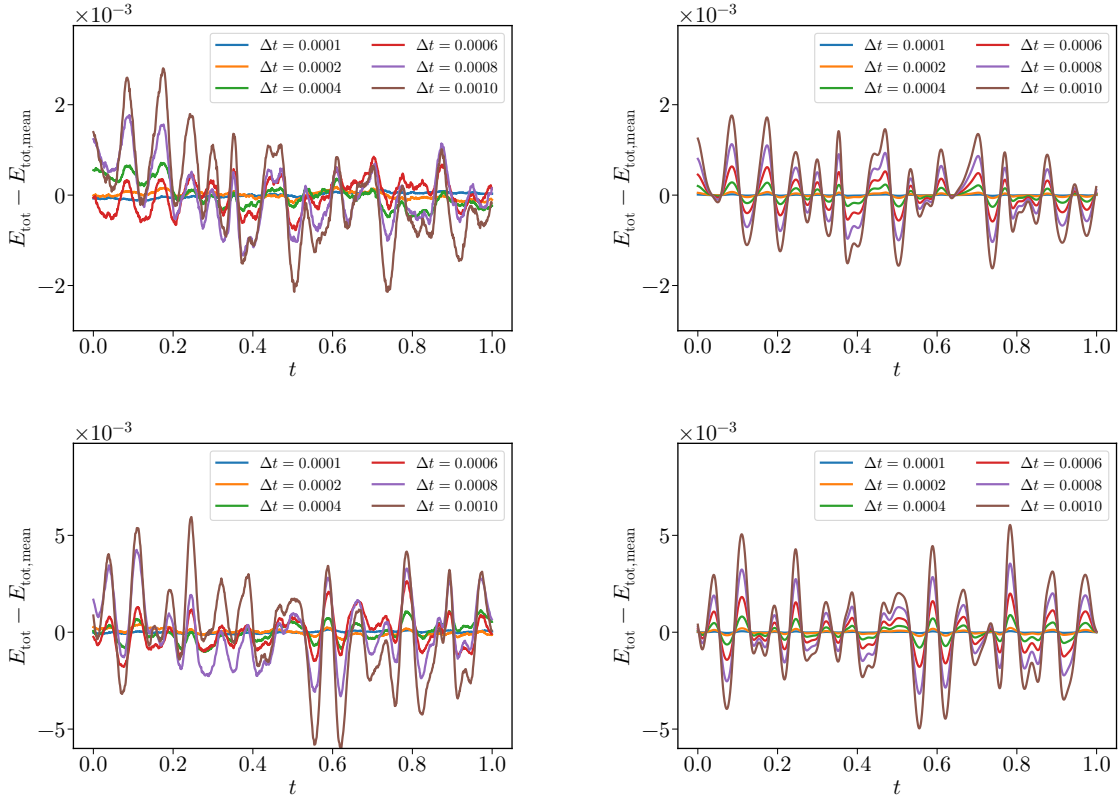 ×10⁻³
E_tot − E_tot,mean
2
0
−2
Δt = 0.0001
Δt = 0.0002
Δt = 0.0004
Δt = 0.0006
Δt = 0.0008
Δt = 0.0010
0.0 0.2 0.4 0.6 0.8 1.0
t
×10⁻³
E_tot − E_tot,mean
2
0
−2
Δt = 0.0001
Δt = 0.0002
Δt = 0.0004
Δt = 0.0006
Δt = 0.0008
Δt = 0.0010
0.0 0.2 0.4 0.6 0.8 1.0
t
×10⁻³
E_tot − E_tot,mean
5
0
−5
Δt = 0.0001
Δt = 0.0002
Δt = 0.0004
Δt = 0.0006
Δt = 0.0008
Δt = 0.0010
0.0 0.2 0.4 0.6 0.8 1.0
t
×10⁻³
E_tot − E_tot,mean
5
0
−5
Δt = 0.0001
Δt = 0.0002
Δt = 0.0004
Δt = 0.0006
Δt = 0.0008
Δt = 0.0010
0.0 0.2 0.4 0.6 0.8 1.0
t